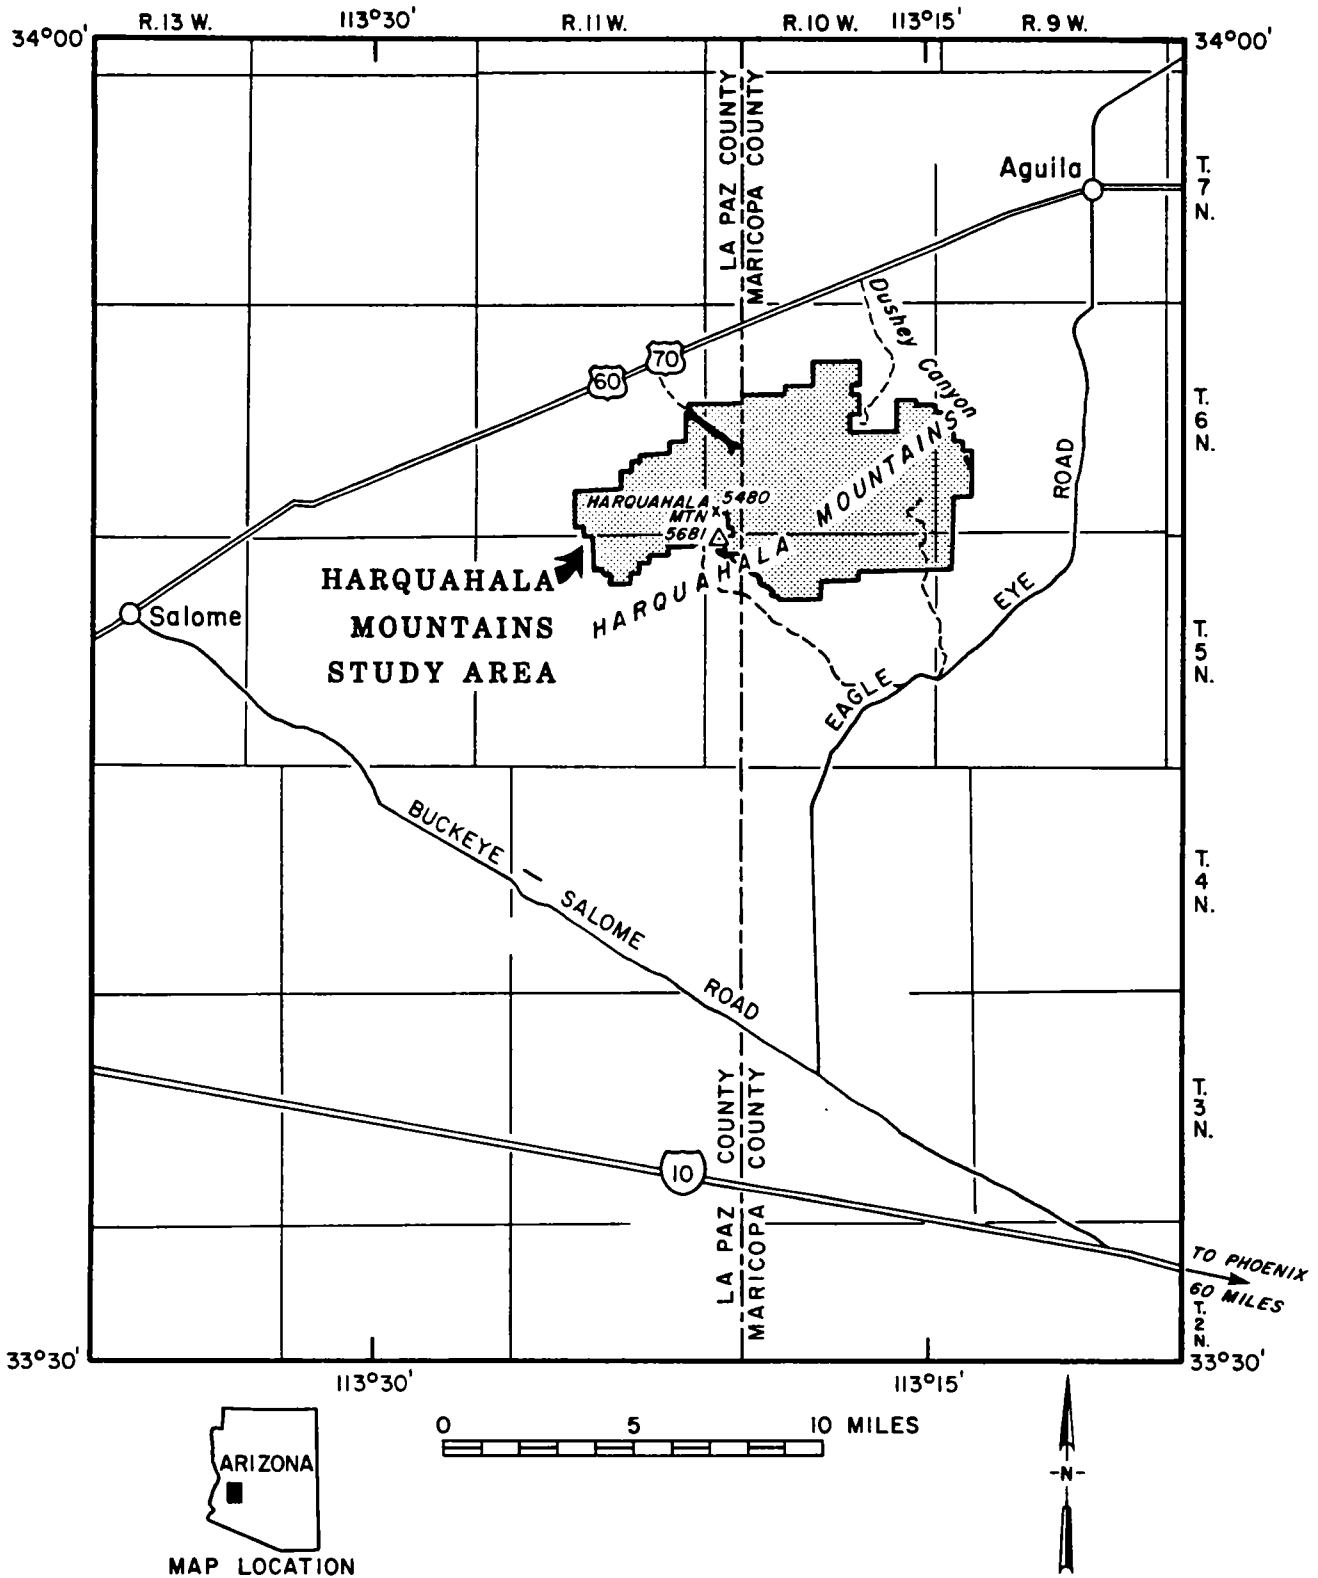 R.13 W. 113°30' R.11 W. R.10 W. 113°15' R.9 W.
34°00' 34°00'
LA PAZ COUNTY
MARICOPA COUNTY
Aguila
T. 7 N.
Dushey Canyon
70
60
T. 6 N.
ROAD
HARQUAHALA 5480
MTN
5681
HARQUAHALA MOUNTAINS
HARQUAHALA
MOUNTAINS
STUDY AREA
Salome
EYE
T. 5 N.
EAGLE
BUCKEYE –
SALOME
ROAD
T. 4 N.
LA PAZ COUNTY
MARICOPA COUNTY
T. 3 N.
10
TO PHOENIX
60 MILES
T. 2 N.
33°30' 33°30'
113°30' 113°15'
0 5 10 MILES
ARIZONA
-N-
MAP LOCATION